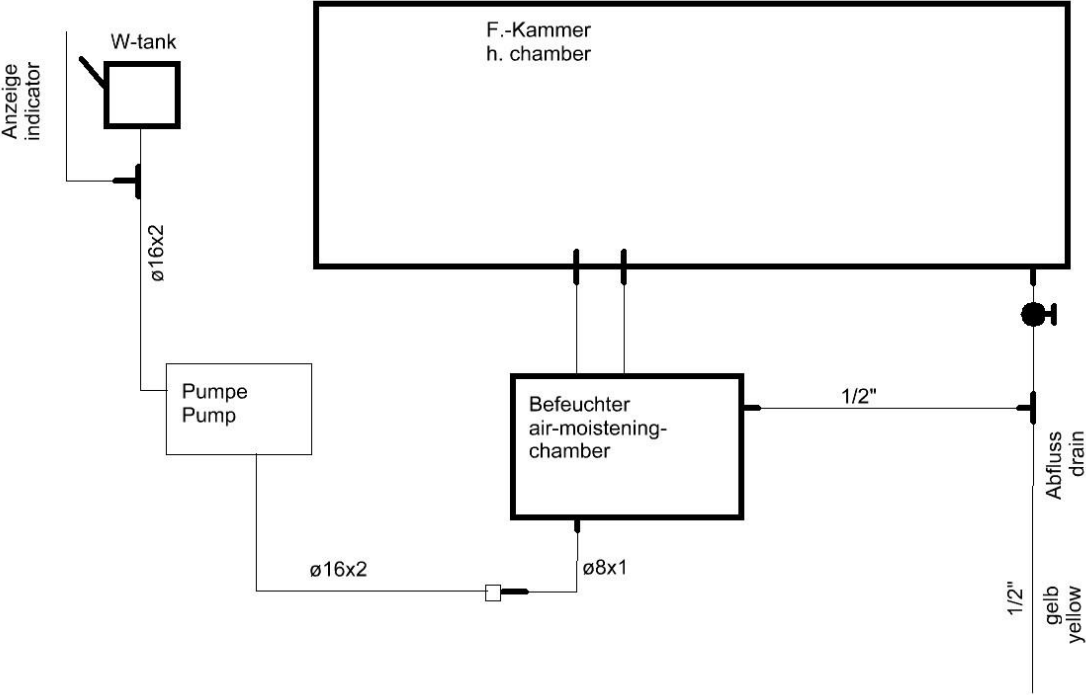 W-tank
Anzeige
indicator
F.-Kammer
h. chamber
ø16x2
Pumpe
Pump
Befeuchter
air-moistening-
chamber
1/2"
Abfluss
drain
ø16x2
ø8x1
1/2"
gelb
yellow